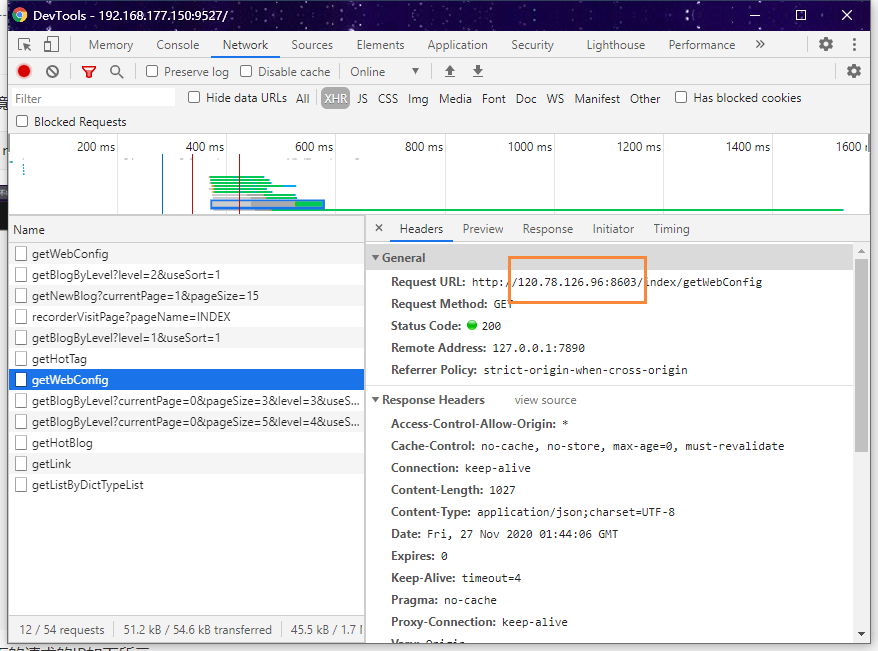 DevTools - 192.168.177.150:9527/
Memory Console Network Sources Elements Application Security Lighthouse Performance »
Preserve log Disable cache Online
Filter Hide data URLs All XHR JS CSS Img Media Font Doc WS Manifest Other Has blocked cookies
Blocked Requests
200 ms 400 ms 600 ms 800 ms 1000 ms 1200 ms 1400 ms 1600
Name
getWebConfig
getBlogByLevel?level=2&useSort=1
getNewBlog?currentPage=1&pageSize=15
recorderVisitPage?pageName=INDEX
getBlogByLevel?level=1&useSort=1
getHotTag
getWebConfig
getBlogByLevel?currentPage=0&pageSize=3&level=3&useS...
getBlogByLevel?currentPage=0&pageSize=5&level=4&useS...
getHotBlog
getLink
getListByDictTypeList
12 / 54 requests 51.2 kB / 54.6 kB transferred 45.5 kB / 1.7
× Headers Preview Response Initiator Timing
General
Request URL: http://120.78.126.96:8603/index/getWebConfig
Request Method: GET
Status Code: 200
Remote Address: 127.0.0.1:7890
Referrer Policy: strict-origin-when-cross-origin
Response Headers view source
Access-Control-Allow-Origin: *
Cache-Control: no-cache, no-store, max-age=0, must-revalidate
Connection: keep-alive
Content-Length: 1027
Content-Type: application/json;charset=UTF-8
Date: Fri, 27 Nov 2020 01:44:06 GMT
Expires: 0
Keep-Alive: timeout=4
Pragma: no-cache
Proxy-Connection: keep-alive
Vary: Origin